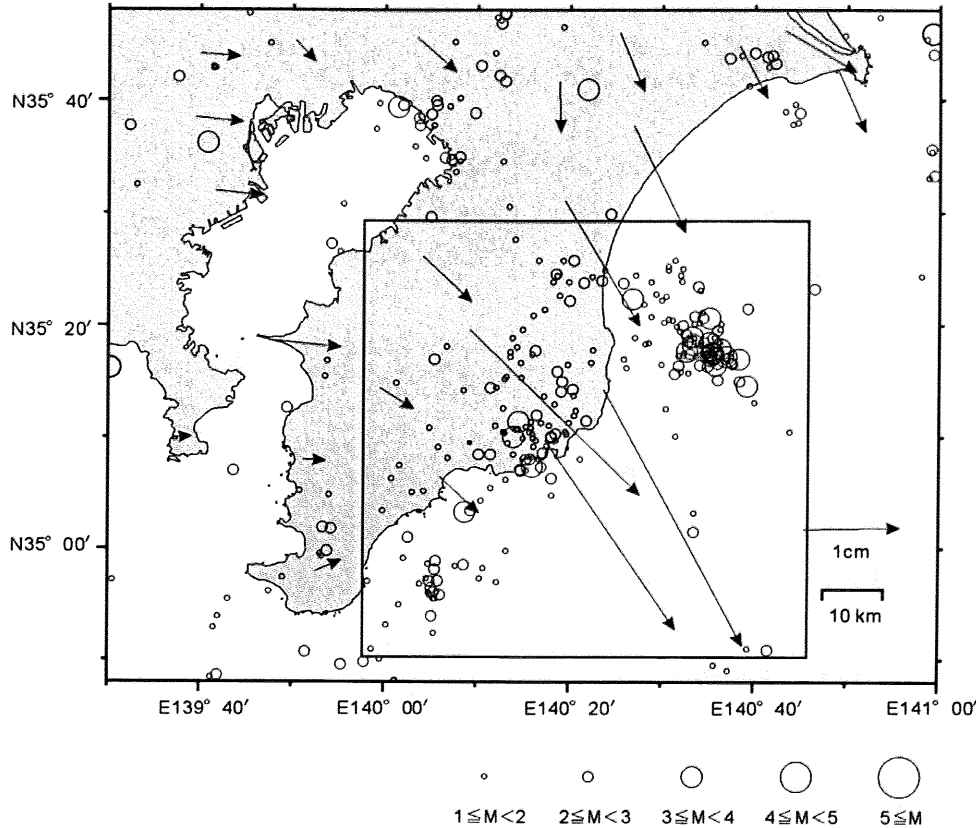 N35° 40′
N35° 20′
N35° 00′
1cm
10 km
E139° 40′
E140° 00′
E140° 20′
E140° 40′
E141° 00′
1≦M<2
2≦M<3
3≦M<4
4≦M<5
5≦M